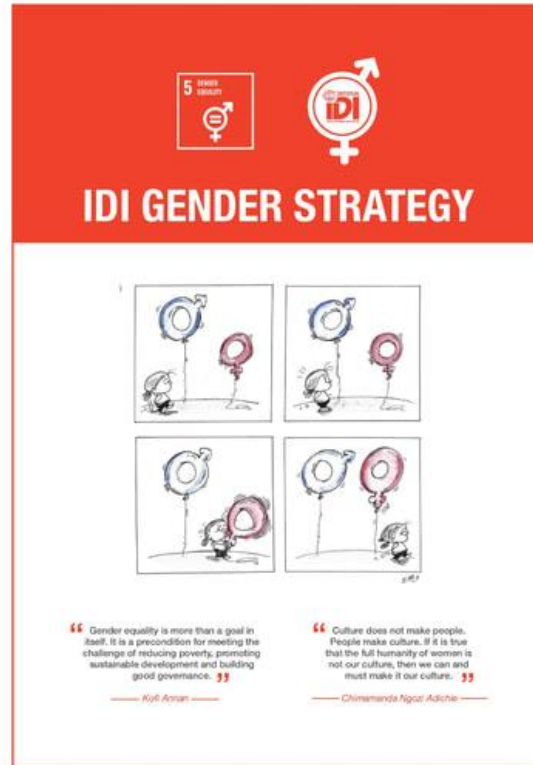 5 GENDER
EQUALITY
IDI
IDI GENDER STRATEGY
“ Gender equality is more than a goal in
itself. It is a precondition for meeting the
challenge of reducing poverty, promoting
sustainable development and building
good governance. ”
Kofi Annan
“ Culture does not make people.
People make culture. If it is true
that the full humanity of women is
not our culture, then we can and
must make it our culture. ”
Chimamanda Ngozi Adichie